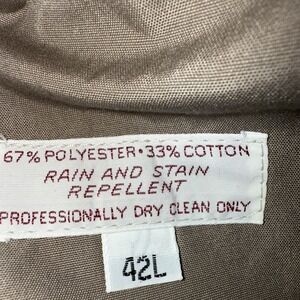 67% POLYESTER • 33% COTTON
RAIN AND STAIN
REPELLENT
PROFESSIONALLY DRY CLEAN ONLY
42L